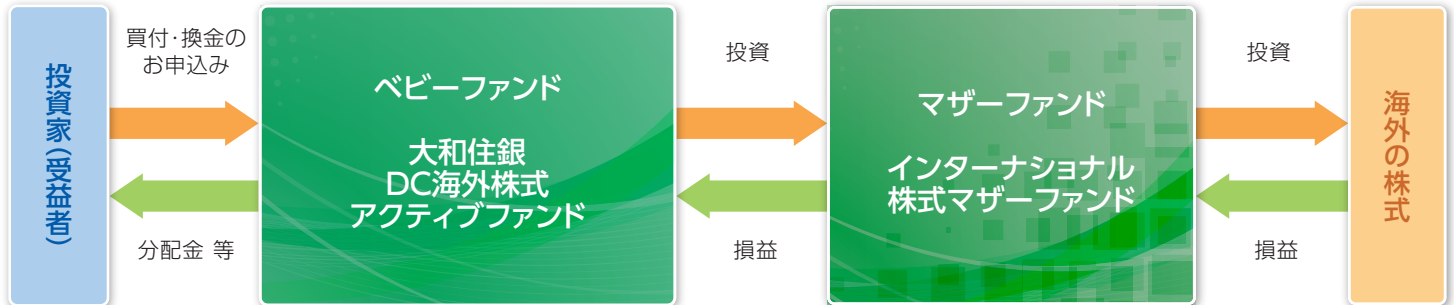 投資家（受益者）
買付・換金の
お申込み
分配金 等
ベビーファンド
大和住銀
DC海外株式
アクティブファンド
投資
損益
マザーファンド
インターナショナル
株式マザーファンド
投資
損益
海外の株式